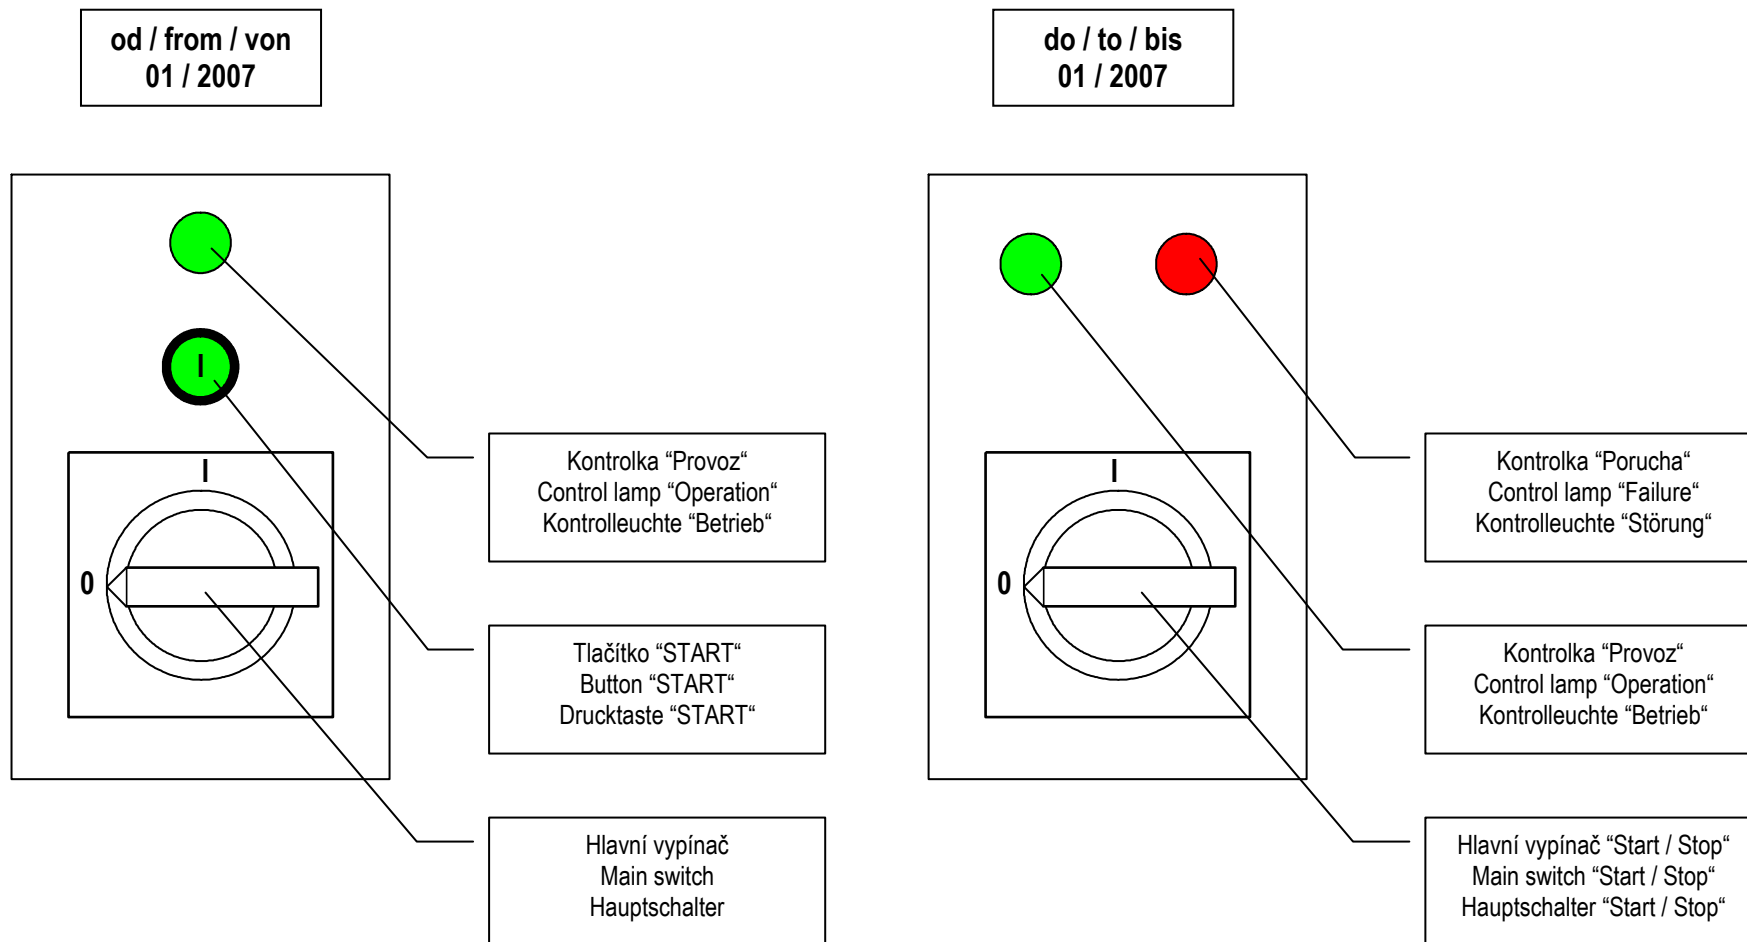 od / from / von
01 / 2007
I
I
0
Kontrolka “Provoz“
Control lamp “Operation“
Kontrolleuchte “Betrieb“
Tlačítko “START“
Button “START“
Drucktaste “START“
Hlavní vypínač
Main switch
Hauptschalter
do / to / bis
01 / 2007
I
0
Kontrolka “Porucha“
Control lamp “Failure“
Kontrolleuchte “Störung“
Kontrolka “Provoz“
Control lamp “Operation“
Kontrolleuchte “Betrieb“
Hlavní vypínač “Start / Stop“
Main switch “Start / Stop“
Hauptschalter “Start / Stop“